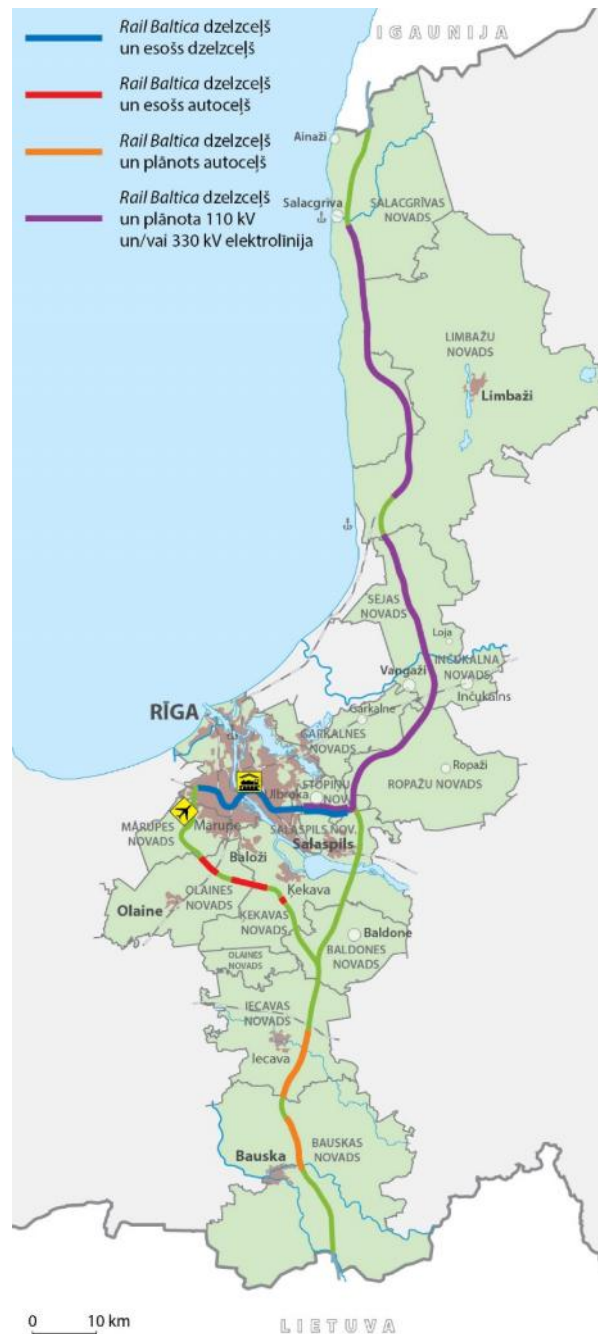 IGAUNIJA
Rail Baltica dzelzceļš
un esošs dzelzceļš
Rail Baltica dzelzceļš
un esošs autoceļš
Rail Baltica dzelzceļš
un plānots autoceļš
Rail Baltica dzelzceļš
un plānota 110 kV
un/vai 330 kV elektrolīnija
Ainaži
Salacgrīva
SALACGRĪVAS
NOVADS
LIMBAŽU
NOVADS
Limbaži
SĒJAS
NOVADS
Loja
Vangaži
INČUKALNA
NOVADS
Inčukalns
RĪGA
Garkalne
GARKALNES
NOVADS
Ropaži
ROPAŽU NOVADS
Ulbroka
STOPIŅU
NOV.
MĀRUPES
NOVADS
Mārupe
SALASPILS NOV.
Salaspils
Baloži
Olaine
OLAINES
NOVADS
Ķekava
ĶEKAVAS
NOVADS
Baldone
BALDONES
NOVADS
OLAINES
NOVADS
IECAVAS
NOVADS
Iecava
Bauska
BAUSKAS
NOVADS
0 10 km
LIETUVA